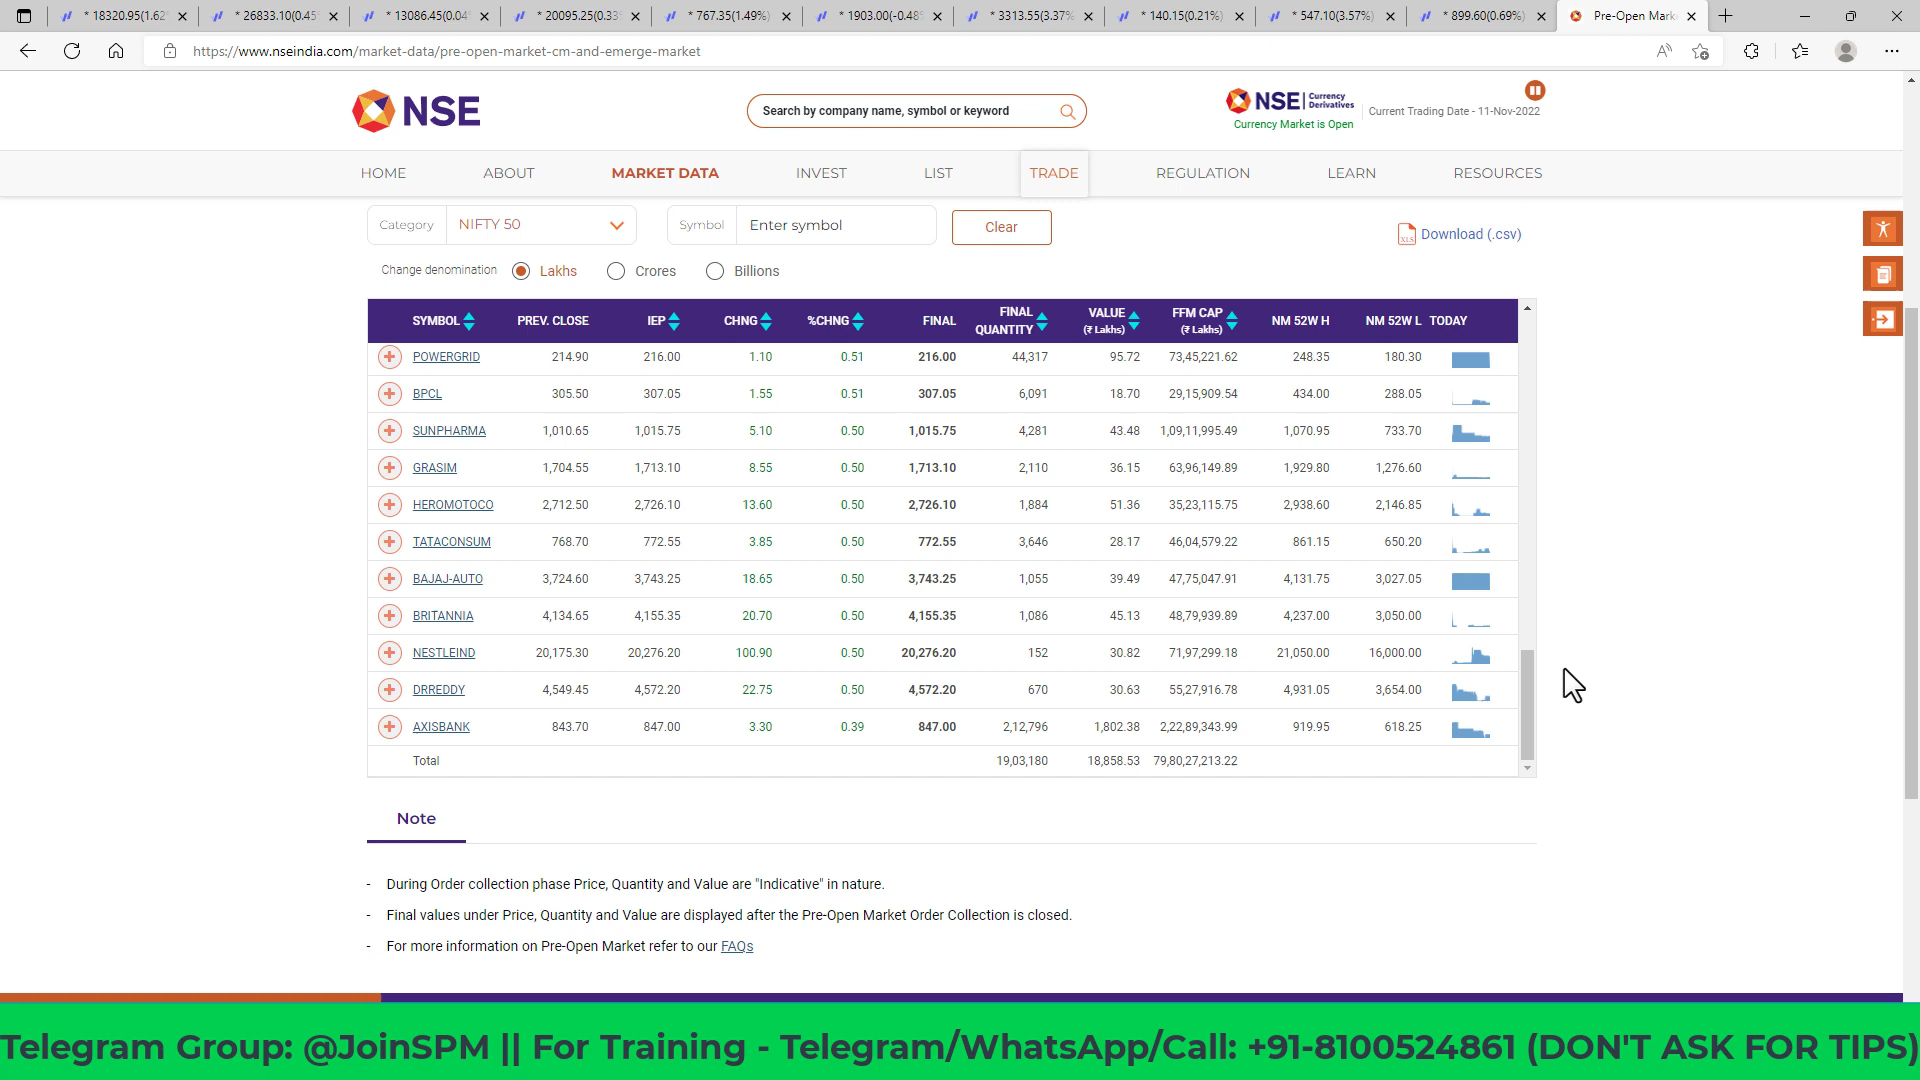 * 18320.95(1.62
* 26833.10(0.45
* 13086.45(0.04
* 20095.25(0.33
* 767.35(1.49%)
* 1903.00(-0.48
* 3313.55(3.37%
* 140.15(0.21%)
* 547.10(3.57%)
* 899.60(0.69%)
Pre-Open Mark
https://www.nseindia.com/market-data/pre-open-market-cm-and-emerge-market
NSE
Search by company name, symbol or keyword
NSE Currency Derivatives
Currency Market is Open
Current Trading Date - 11-Nov-2022
HOME ABOUT MARKET DATA INVEST LIST TRADE REGULATION LEARN RESOURCES
Category NIFTY 50 Symbol Enter symbol Clear
XLS Download (.csv)
Change denomination Lakhs Crores Billions
SYMBOL PREV. CLOSE IEP CHNG %CHNG FINAL FINAL QUANTITY VALUE (₹ Lakhs) FFM CAP (₹ Lakhs) NM 52W H NM 52W L TODAY
POWERGRID 214.90 216.00 1.10 0.51 216.00 44,317 95.72 73,45,221.62 248.35 180.30
BPCL 305.50 307.05 1.55 0.51 307.05 6,091 18.70 29,15,909.54 434.00 288.05
SUNPHARMA 1,010.65 1,015.75 5.10 0.50 1,015.75 4,281 43.48 1,09,11,995.49 1,070.95 733.70
GRASIM 1,704.55 1,713.10 8.55 0.50 1,713.10 2,110 36.15 63,96,149.89 1,929.80 1,276.60
HEROMOTOCO 2,712.50 2,726.10 13.60 0.50 2,726.10 1,884 51.36 35,23,115.75 2,938.60 2,146.85
TATACONSUM 768.70 772.55 3.85 0.50 772.55 3,646 28.17 46,04,579.22 861.15 650.20
BAJAJ-AUTO 3,724.60 3,743.25 18.65 0.50 3,743.25 1,055 39.49 47,75,047.91 4,131.75 3,027.05
BRITANNIA 4,134.65 4,155.35 20.70 0.50 4,155.35 1,086 45.13 48,79,939.89 4,237.00 3,050.00
NESTLEIND 20,175.30 20,276.20 100.90 0.50 20,276.20 152 30.82 71,97,299.18 21,050.00 16,000.00
DRREDDY 4,549.45 4,572.20 22.75 0.50 4,572.20 670 30.63 55,27,916.78 4,931.05 3,654.00
AXISBANK 843.70 847.00 3.30 0.39 847.00 2,12,796 1,802.38 2,22,89,343.99 919.95 618.25
Total 19,03,180 18,858.53 79,80,27,213.22
Note
- During Order collection phase Price, Quantity and Value are "Indicative" in nature.
- Final values under Price, Quantity and Value are displayed after the Pre-Open Market Order Collection is closed.
- For more information on Pre-Open Market refer to our FAQs
Telegram Group: @JoinSPM || For Training - Telegram/WhatsApp/Call: +91-8100524861 (DON'T ASK FOR TIPS)